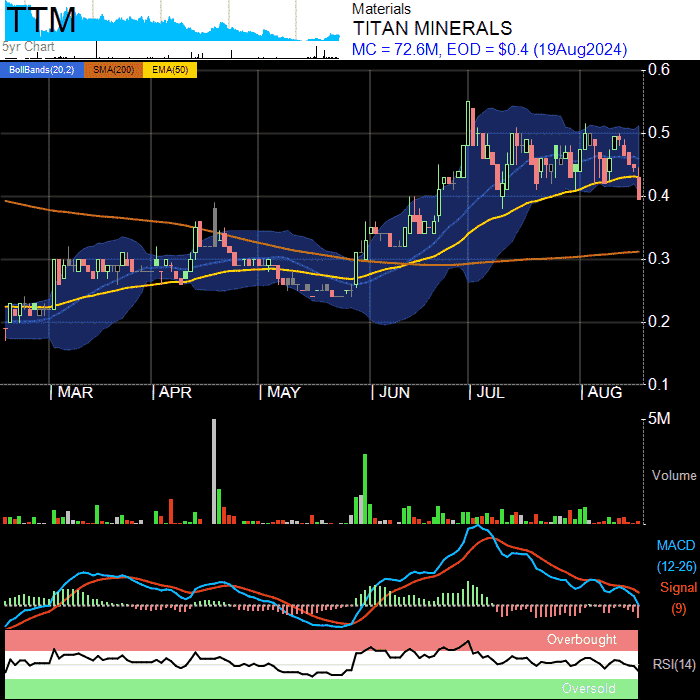 TTM
5yr Chart
Materials
TITAN MINERALS
MC = 72.6M, EOD = $0.4 (19Aug2024)
BollBands(20,2) SMA(200) EMA(50)
0.6
0.5
0.4
0.3
0.2
0.1
MAR APR MAY JUN JUL AUG
5M
Volume
MACD
(12-26)
Signal
(9)
Overbought
RSI(14)
Oversold